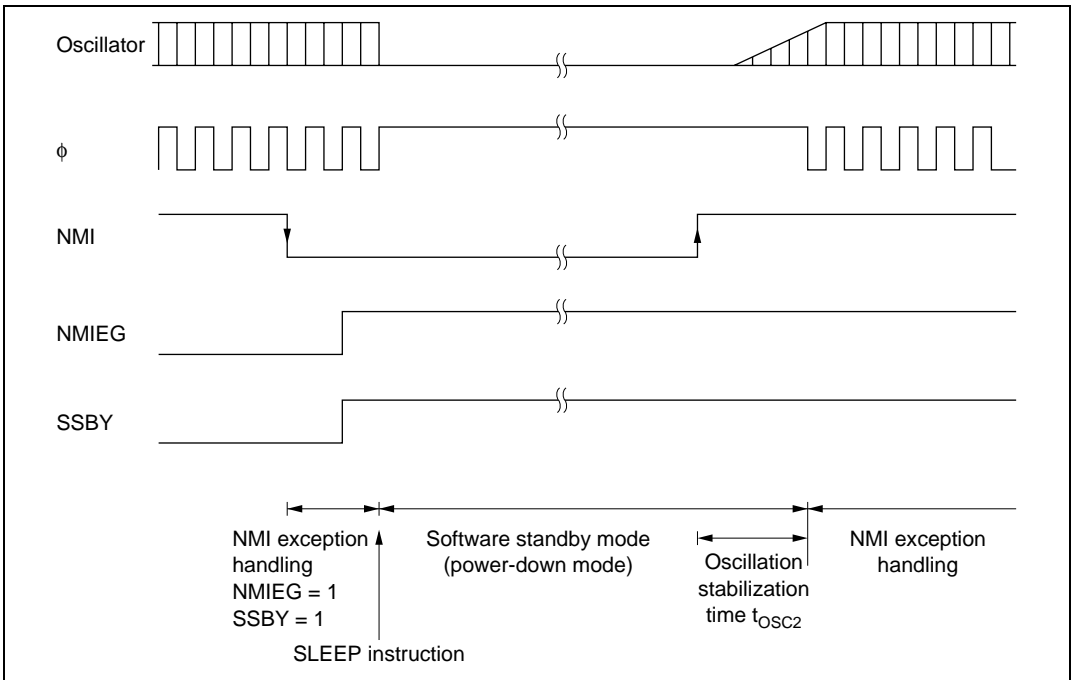 Oscillator
φ
NMI
NMIEG
SSBY
NMI exception
handling
NMIEG = 1
SSBY = 1
SLEEP instruction
Software standby mode
(power-down mode)
Oscillation
stabilization
time tOSC2
NMI exception
handling